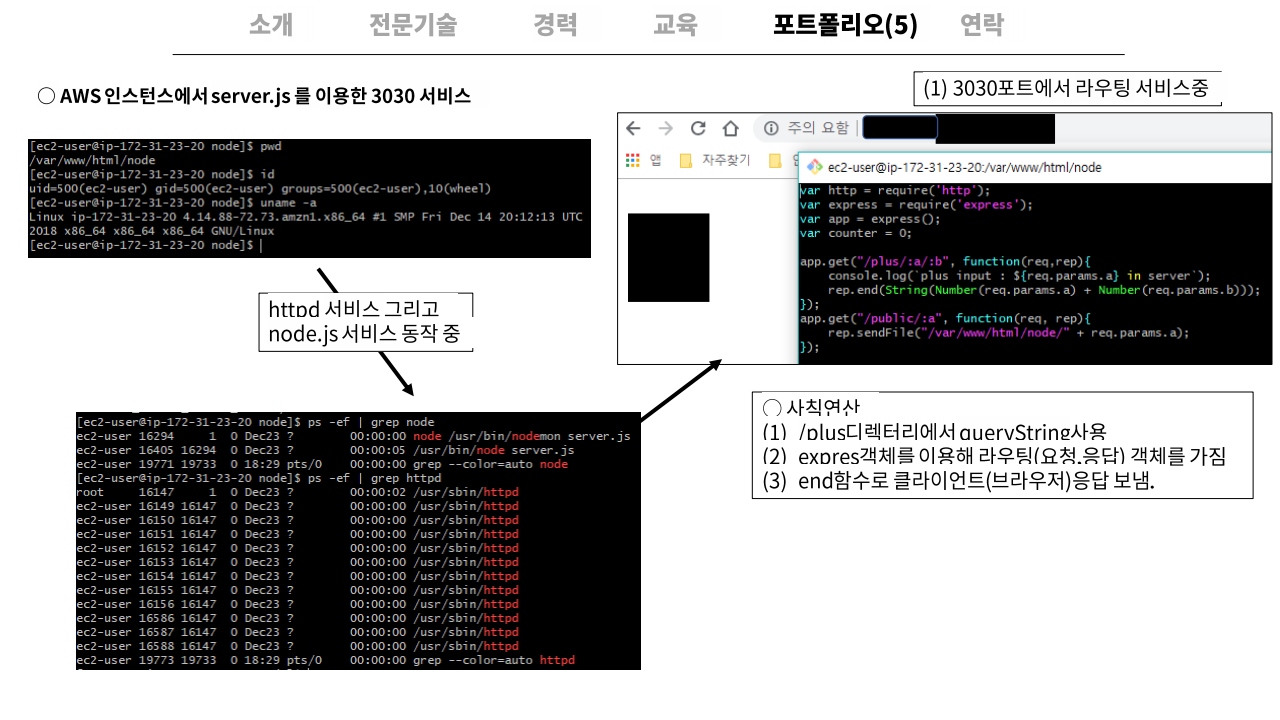 소개 전문기술 경력 교육 포트폴리오(5) 연락
○ AWS 인스턴스에서 server.js 를 이용한 3030 서비스
[ec2-user@ip-172-31-23-20 node]$ pwd
/var/www/html/node
[ec2-user@ip-172-31-23-20 node]$ id
uid=500(ec2-user) gid=500(ec2-user) groups=500(ec2-user),10(wheel)
[ec2-user@ip-172-31-23-20 node]$ uname -a
Linux ip-172-31-23-20 4.14.88-72.73.amzn1.x86_64 #1 SMP Fri Dec 14 20:12:13 UTC
2018 x86_64 x86_64 x86_64 GNU/Linux
[ec2-user@ip-172-31-23-20 node]$
httpd 서비스 그리고
node.js 서비스 동작 중
[ec2-user@ip-172-31-23-20 node]$ ps -ef | grep node
ec2-user 16294     1  0 Dec23 ?        00:00:00 node /usr/bin/nodemon server.js
ec2-user 16405 16294  0 Dec23 ?        00:00:05 /usr/bin/node server.js
ec2-user 19771 19733  0 18:29 pts/0    00:00:00 grep --color=auto node
[ec2-user@ip-172-31-23-20 node]$ ps -ef | grep httpd
root     16147     1  0 Dec23 ?        00:00:02 /usr/sbin/httpd
ec2-user 16149 16147  0 Dec23 ?        00:00:00 /usr/sbin/httpd
ec2-user 16150 16147  0 Dec23 ?        00:00:00 /usr/sbin/httpd
ec2-user 16151 16147  0 Dec23 ?        00:00:00 /usr/sbin/httpd
ec2-user 16152 16147  0 Dec23 ?        00:00:00 /usr/sbin/httpd
ec2-user 16153 16147  0 Dec23 ?        00:00:00 /usr/sbin/httpd
ec2-user 16154 16147  0 Dec23 ?        00:00:00 /usr/sbin/httpd
ec2-user 16155 16147  0 Dec23 ?        00:00:00 /usr/sbin/httpd
ec2-user 16156 16147  0 Dec23 ?        00:00:00 /usr/sbin/httpd
ec2-user 16586 16147  0 Dec23 ?        00:00:00 /usr/sbin/httpd
ec2-user 16587 16147  0 Dec23 ?        00:00:00 /usr/sbin/httpd
ec2-user 16588 16147  0 Dec23 ?        00:00:00 /usr/sbin/httpd
ec2-user 19773 19733  0 18:29 pts/0    00:00:00 grep --color=auto httpd
(1) 3030포트에서 라우팅 서비스중
주의 요함
앱 자주찾기
ec2-user@ip-172-31-23-20:/var/www/html/node
var http = require('http');
var express = require('express');
var app = express();
var counter = 0;
app.get("/plus/:a/:b", function(req,rep){
    console.log(`plus input : ${req.params.a} in server`);
    rep.end(String(Number(req.params.a) + Number(req.params.b)));
});
app.get("/public/:a", function(req, rep){
    rep.sendFile("/var/www/html/node/" + req.params.a);
});
○ 사칙연산
(1) /plus디렉터리에서 queryString사용
(2) expres객체를 이용해 라우팅(요청,응답) 객체를 가짐
(3) end함수로 클라이언트(브라우저)응답 보냄.